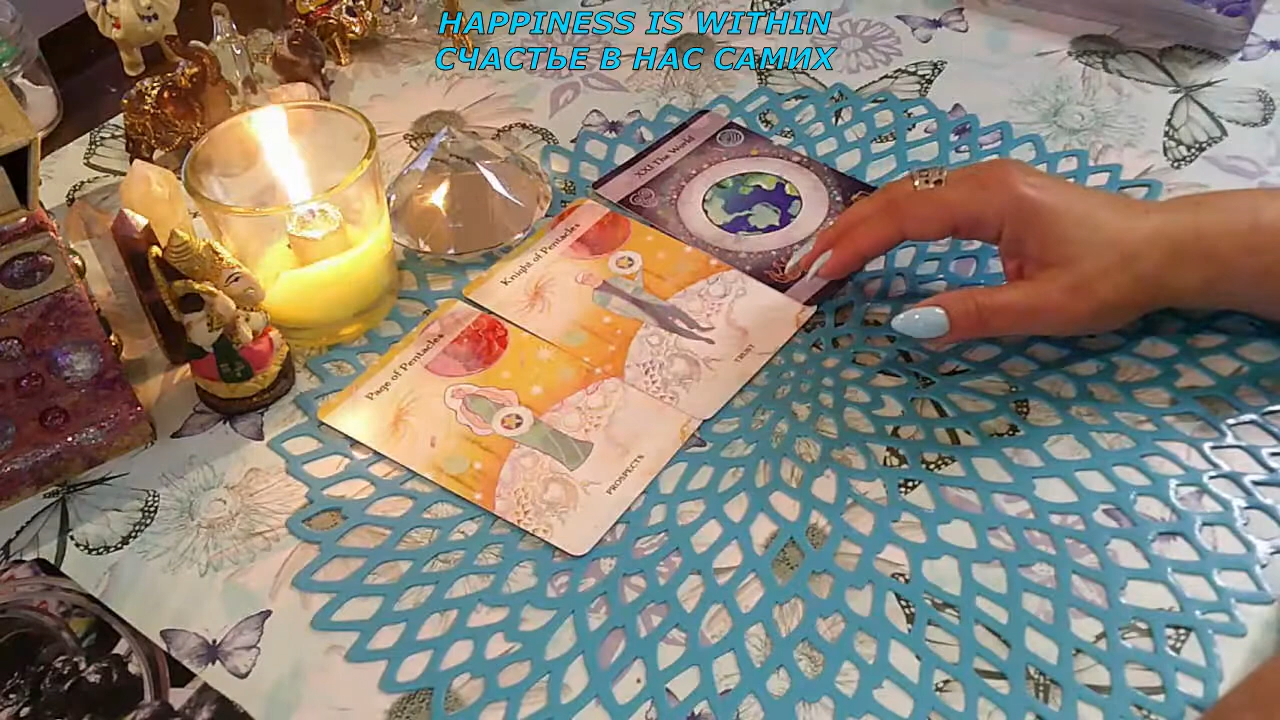 HAPPINESS IS WITHIN
СЧАСТЬЕ В НАС САМИХ
XXI The World
Knight of Pentacles
TRUST
Page of Pentacles
PROSPECTS